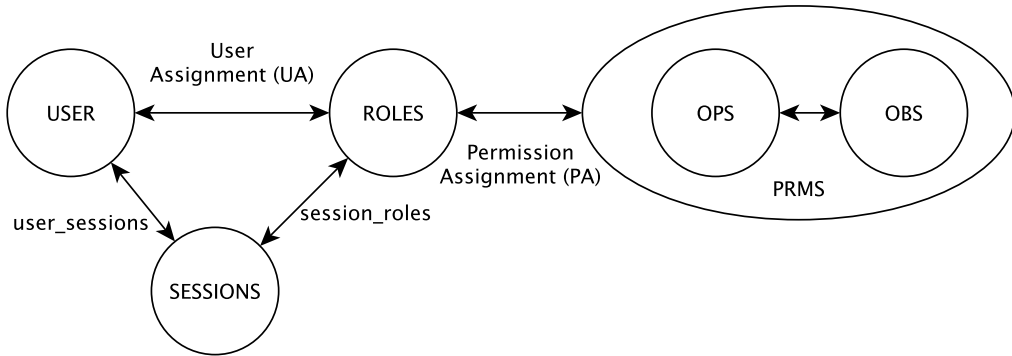 User
Assignment (UA)
USER
ROLES
OPS
OBS
Permission
Assignment (PA)
PRMS
user_sessions
session_roles
SESSIONS